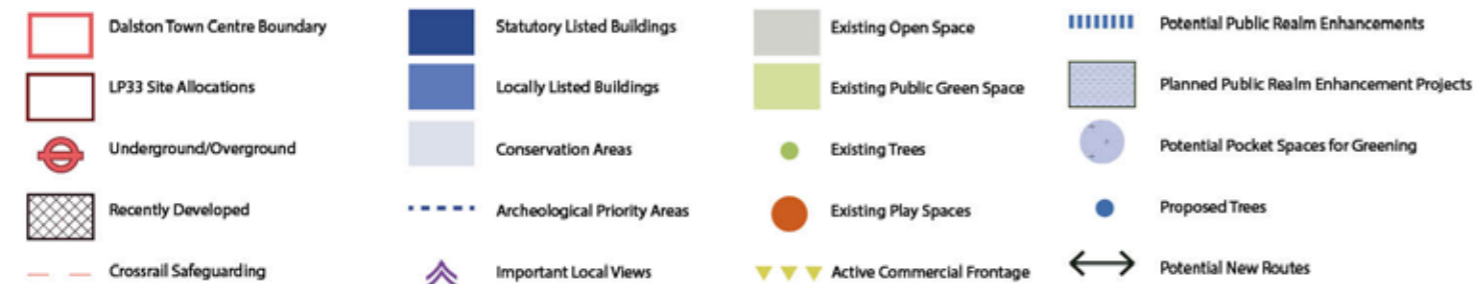 Dalston Town Centre Boundary
LP33 Site Allocations
Underground/Overground
Recently Developed
Crossrail Safeguarding
Statutory Listed Buildings
Locally Listed Buildings
Conservation Areas
Archeological Priority Areas
Important Local Views
Existing Open Space
Existing Public Green Space
Existing Trees
Existing Play Spaces
Active Commercial Frontage
Potential Public Realm Enhancements
Planned Public Realm Enhancement Projects
Potential Pocket Spaces for Greening
Proposed Trees
Potential New Routes